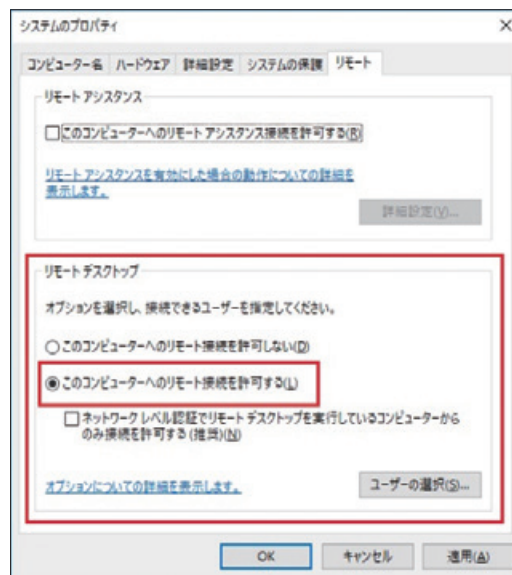 システムのプロパティ
コンピューター名 ハードウェア 詳細設定 システムの保護 リモート
リモート アシスタンス
このコンピューターへのリモート アシスタンス接続を許可する(R)
リモート アシスタンスを有効にした場合の動作についての詳細を
表示します。
詳細設定(V)...
リモート デスクトップ
オプションを選択し、接続できるユーザーを指定してください。
このコンピューターへのリモート接続を許可しない(D)
このコンピューターへのリモート接続を許可する(L)
ネットワーク レベル認証でリモート デスクトップを実行しているコンピューターから
のみ接続を許可する (推奨)(N)
オプションについての詳細を表示します。
ユーザーの選択(S)...
OK キャンセル 適用(A)